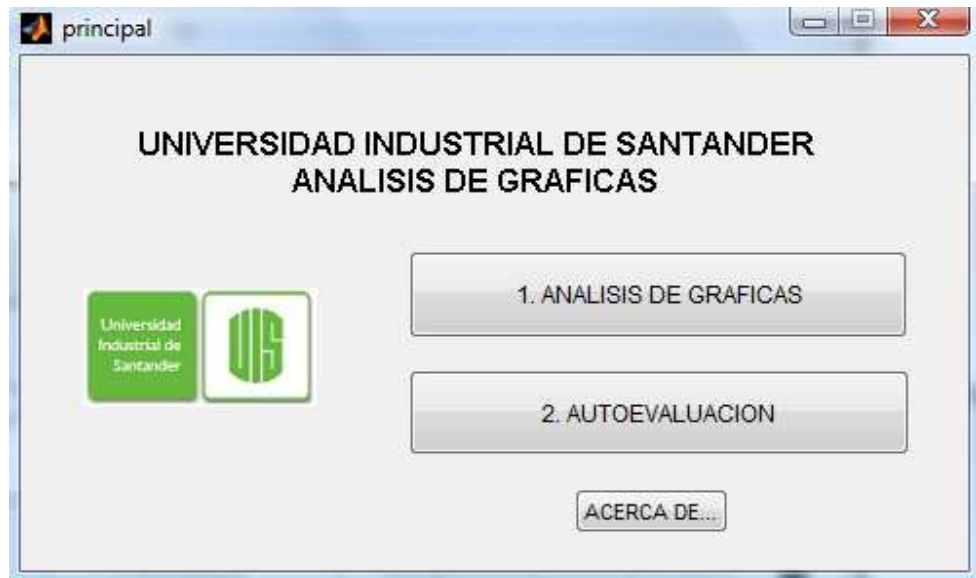 principal
UNIVERSIDAD INDUSTRIAL DE SANTANDER
ANALISIS DE GRAFICAS
Universidad
Industrial de
Santander
UIS
1. ANALISIS DE GRAFICAS
2. AUTOEVALUACION
ACERCA DE...